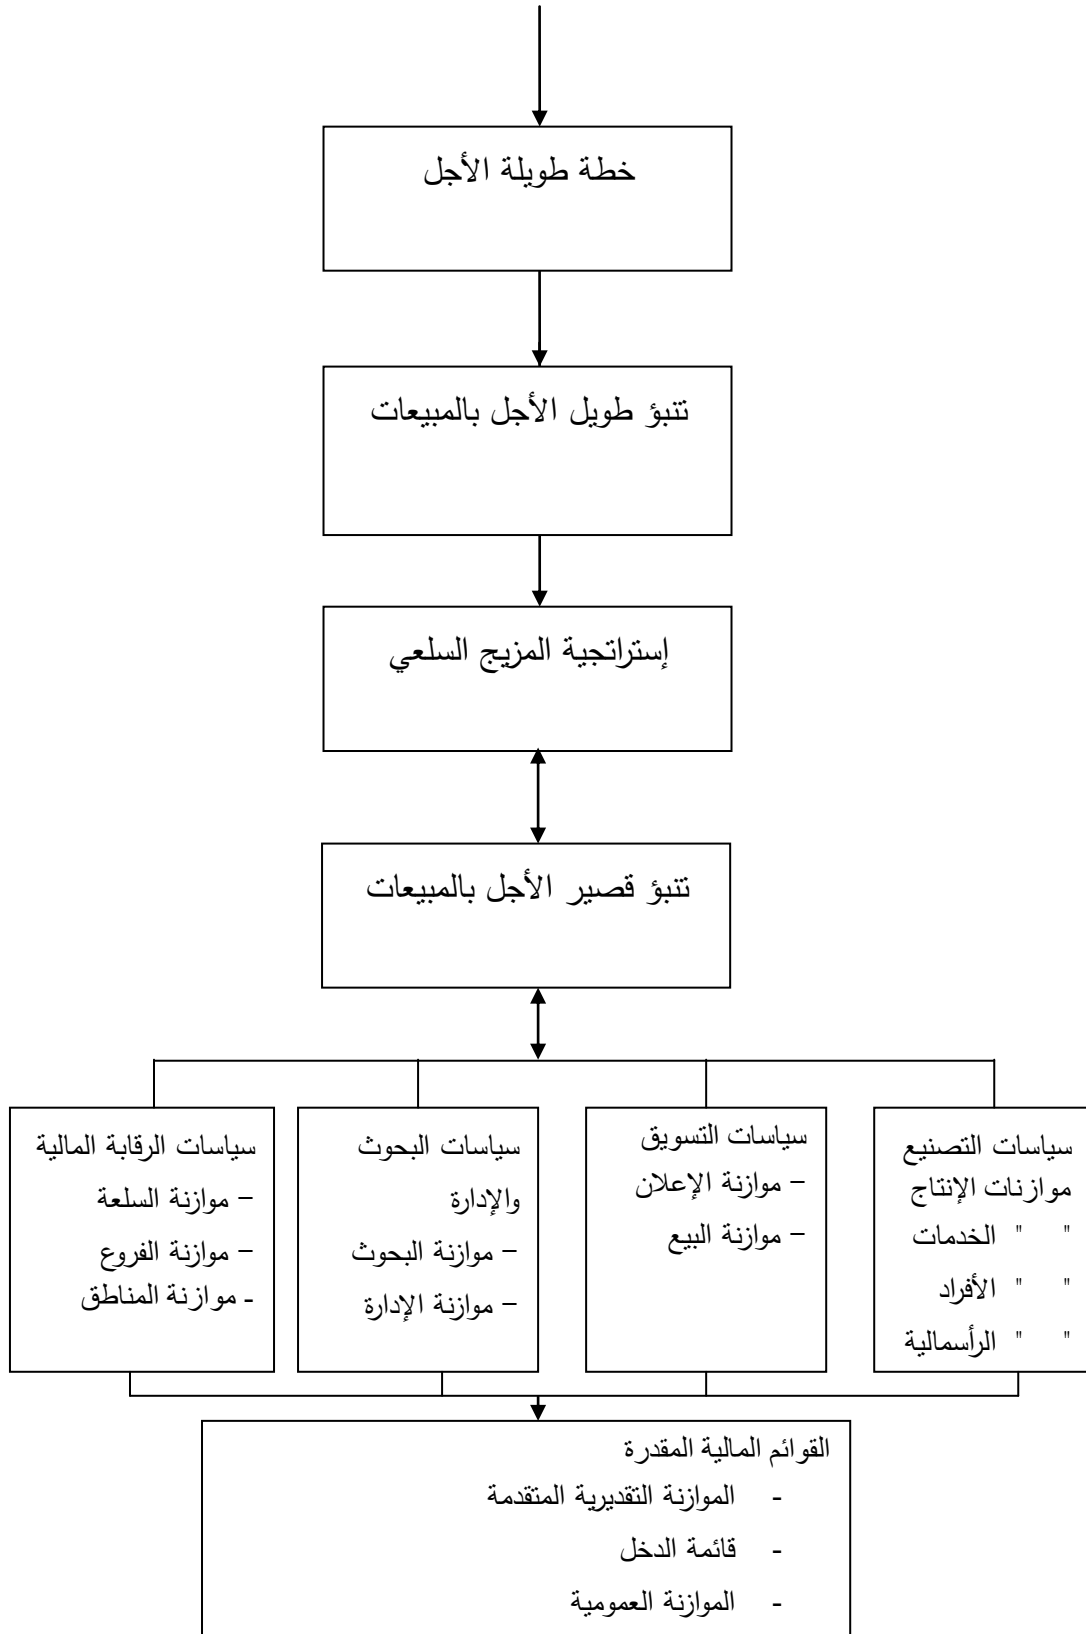 خطة طويلة الأجل
تنبؤ طويل الأجل بالمبيعات
إستراتجية المزيج السلعي
تنبؤ قصير الأجل بالمبيعات
سياسات التصنيع
موازنات الإنتاج
" " الخدمات
" " الأفراد
" " الرأسمالية
سياسات التسويق
– موازنة الإعلان
– موازنة البيع
سياسات البحوث
والإدارة
– موازنة البحوث
– موازنة الإدارة
سياسات الرقابة المالية
– موازنة السلعة
– موازنة الفروع
- موازنة المناطق
القوائم المالية المقدرة
- الموازنة التقديرية المتقدمة
- قائمة الدخل
- الموازنة العمومية